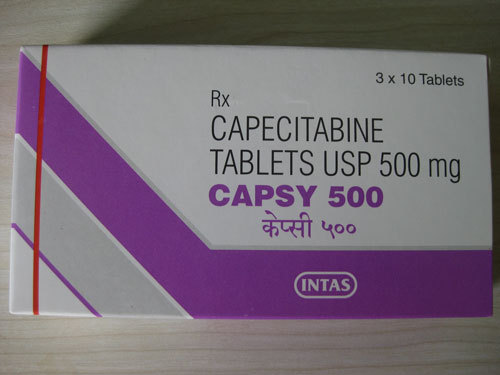 3 x 10 Tablets
Rx
CAPECITABINE
TABLETS USP 500 mg
CAPSY 500
केप्सी ५००
INTAS